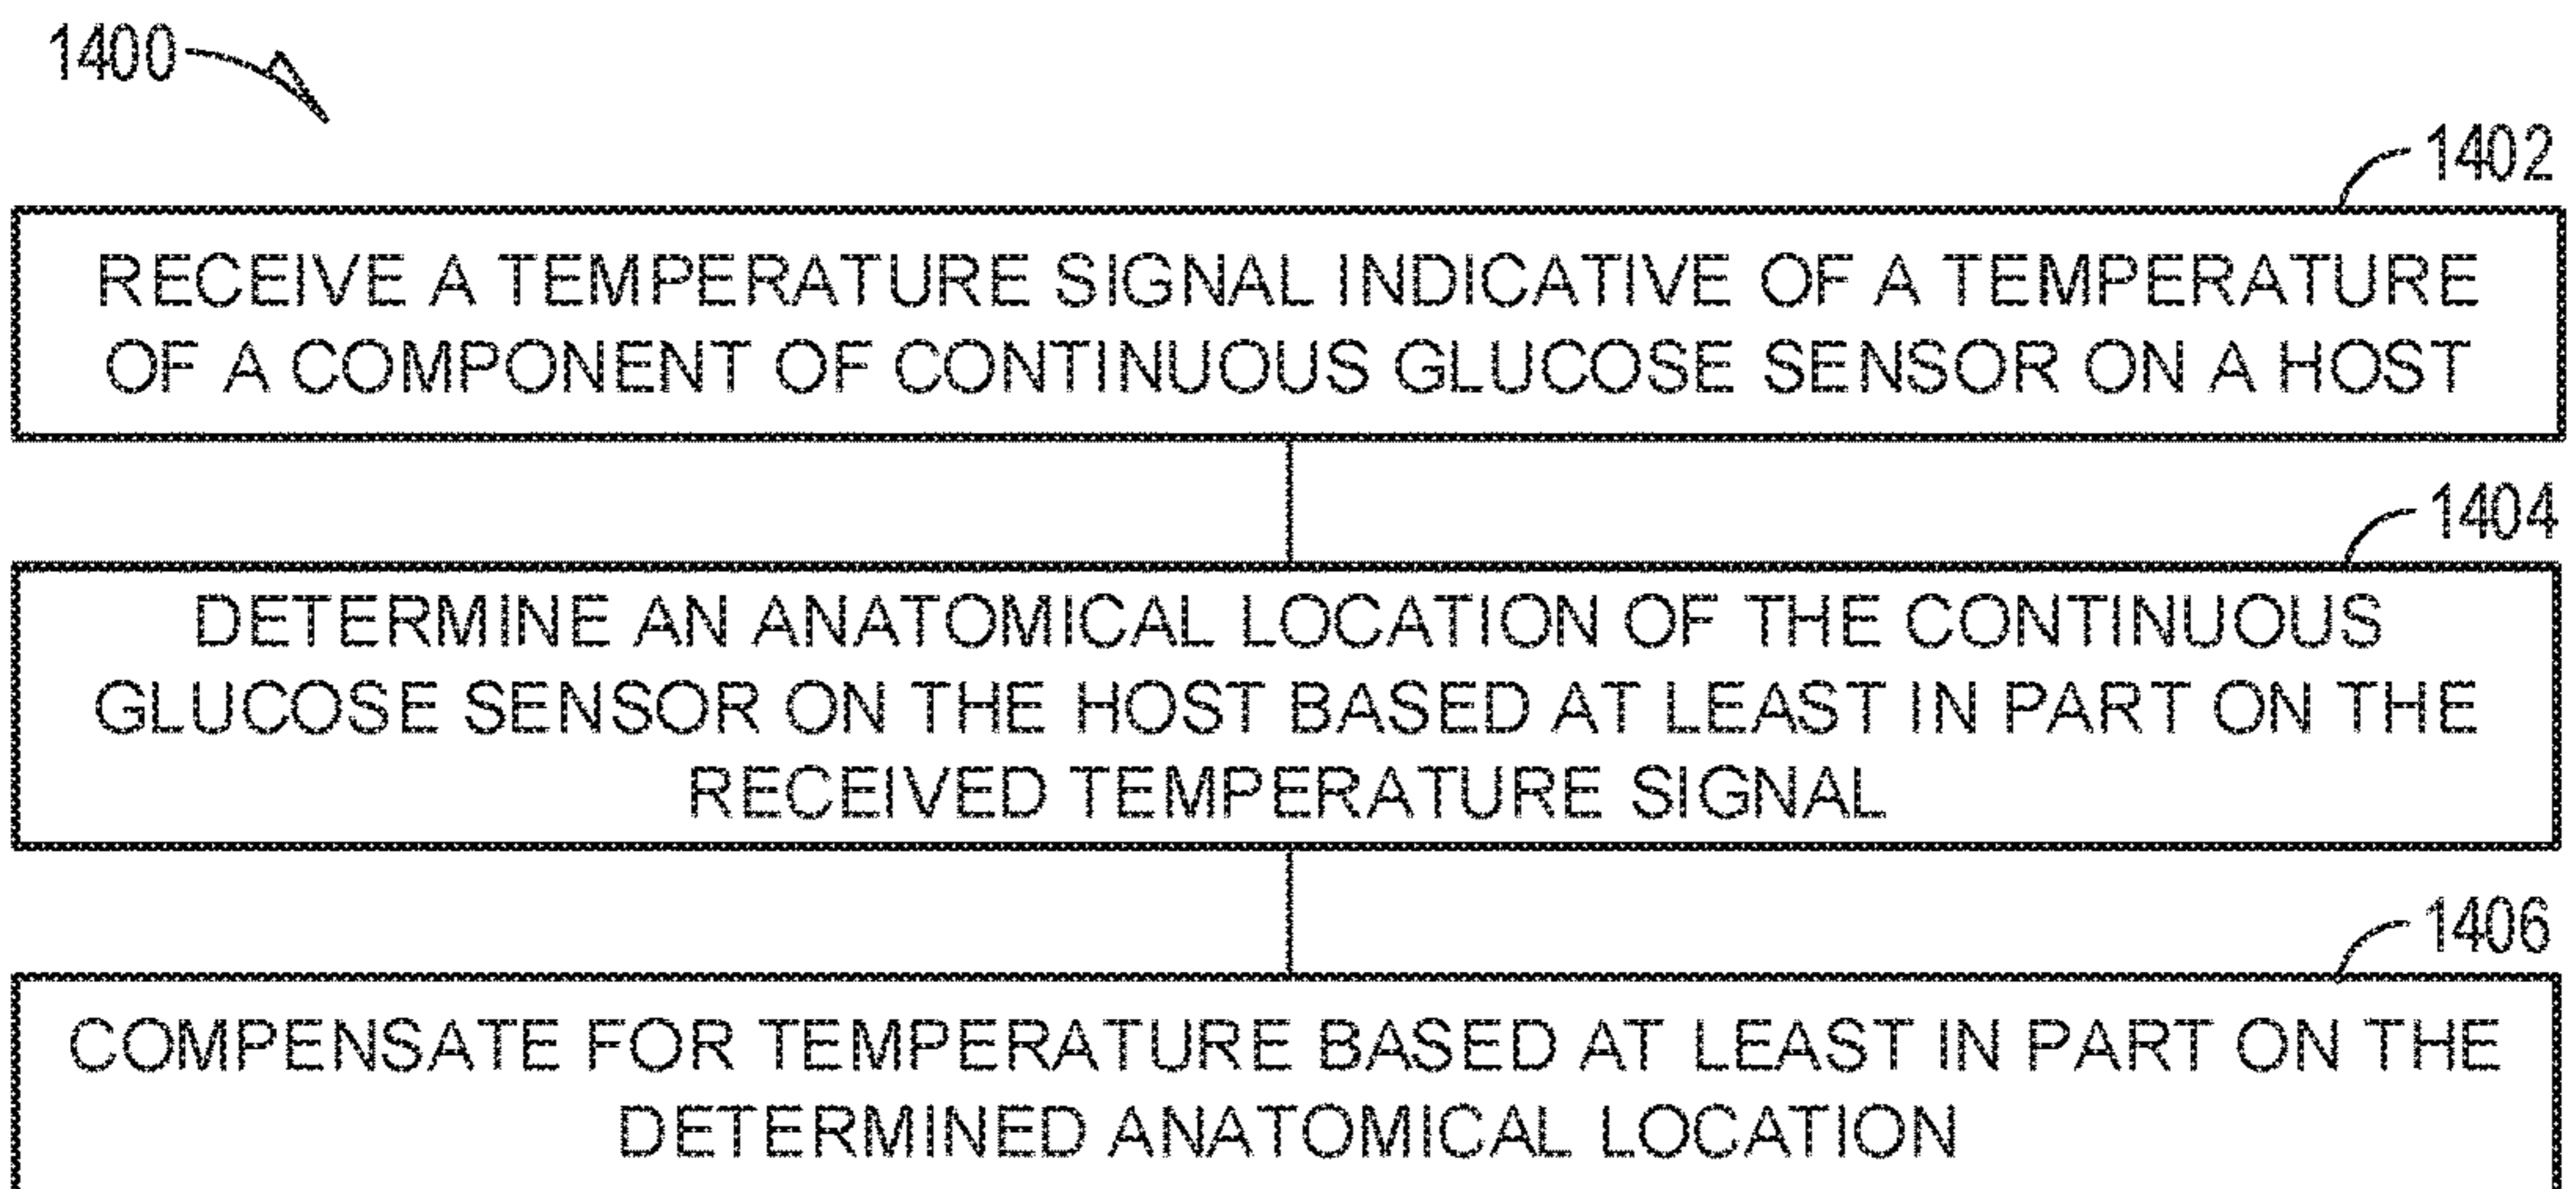 1400
1402
RECEIVE A TEMPERATURE SIGNAL INDICATIVE OF A TEMPERATURE
OF A COMPONENT OF CONTINUOUS GLUCOSE SENSOR ON A HOST
1404
DETERMINE AN ANATOMICAL LOCATION OF THE CONTINUOUS
GLUCOSE SENSOR ON THE HOST BASED AT LEAST IN PART ON THE
RECEIVED TEMPERATURE SIGNAL
1406
COMPENSATE FOR TEMPERATURE BASED AT LEAST IN PART ON THE
DETERMINED ANATOMICAL LOCATION